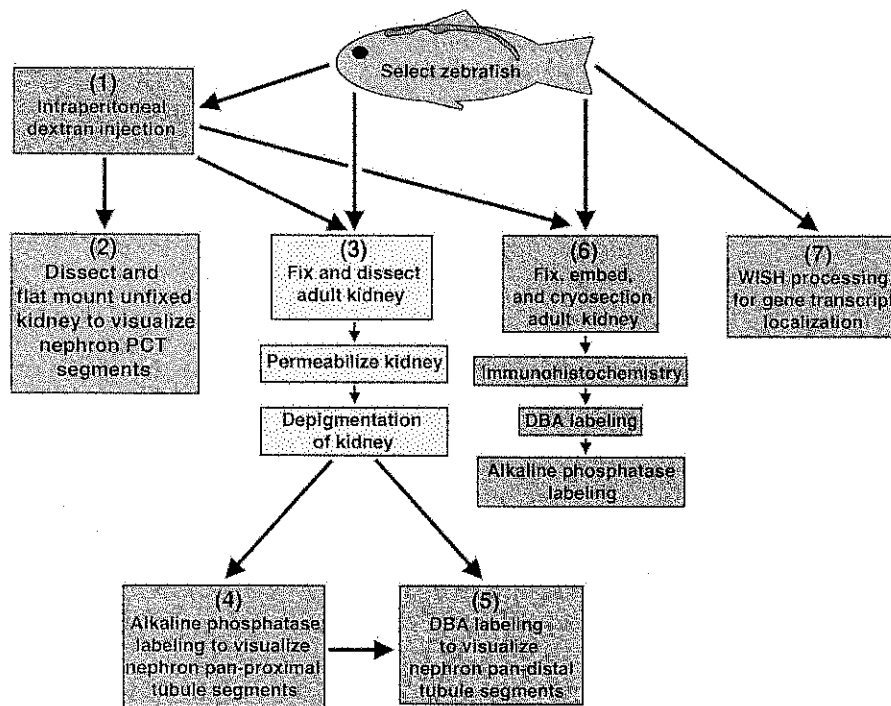 Select zebrafish
(1)
Intraperitoneal
dextran injection
(2)
Dissect and
flat mount unfixed
kidney to visualize
nephron PCT
segments
(3)
Fix and dissect
adult kidney
Permeabilize kidney
Depigmentation
of kidney
(6)
Fix, embed,
and cryosection
adult kidney
Immunohistochemistry
DBA labeling
Alkaline phosphatase
labeling
(7)
WISH processing
for gene transcript
localization
(4)
Alkaline phosphatase
labeling to visualize
nephron pan-proximal
tubule segments
(5)
DBA labeling
to visualize
nephron pan-distal
tubule segments